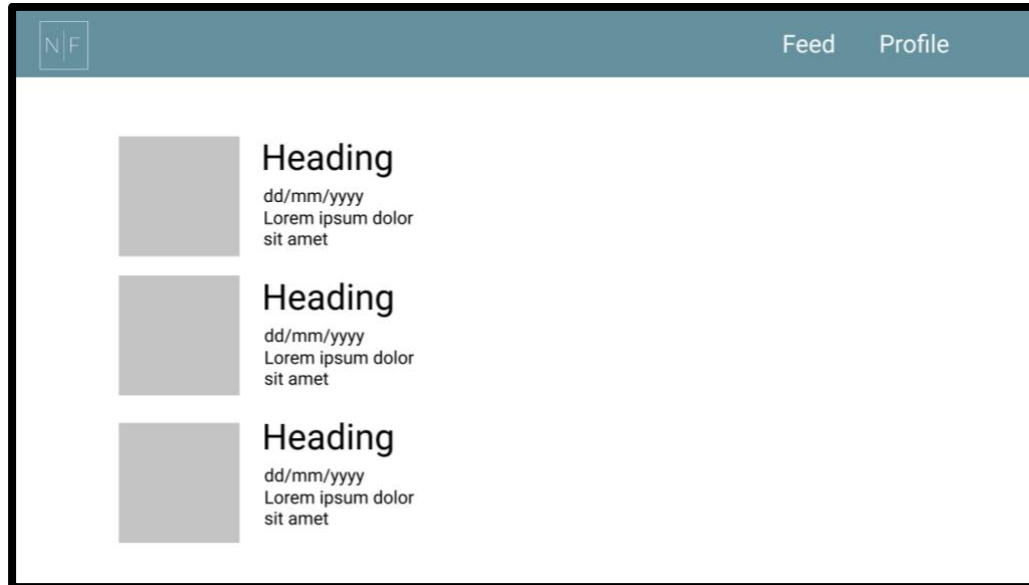 N|F
Feed Profile
Heading
dd/mm/yyyy
Lorem ipsum dolor
sit amet
Heading
dd/mm/yyyy
Lorem ipsum dolor
sit amet
Heading
dd/mm/yyyy
Lorem ipsum dolor
sit amet